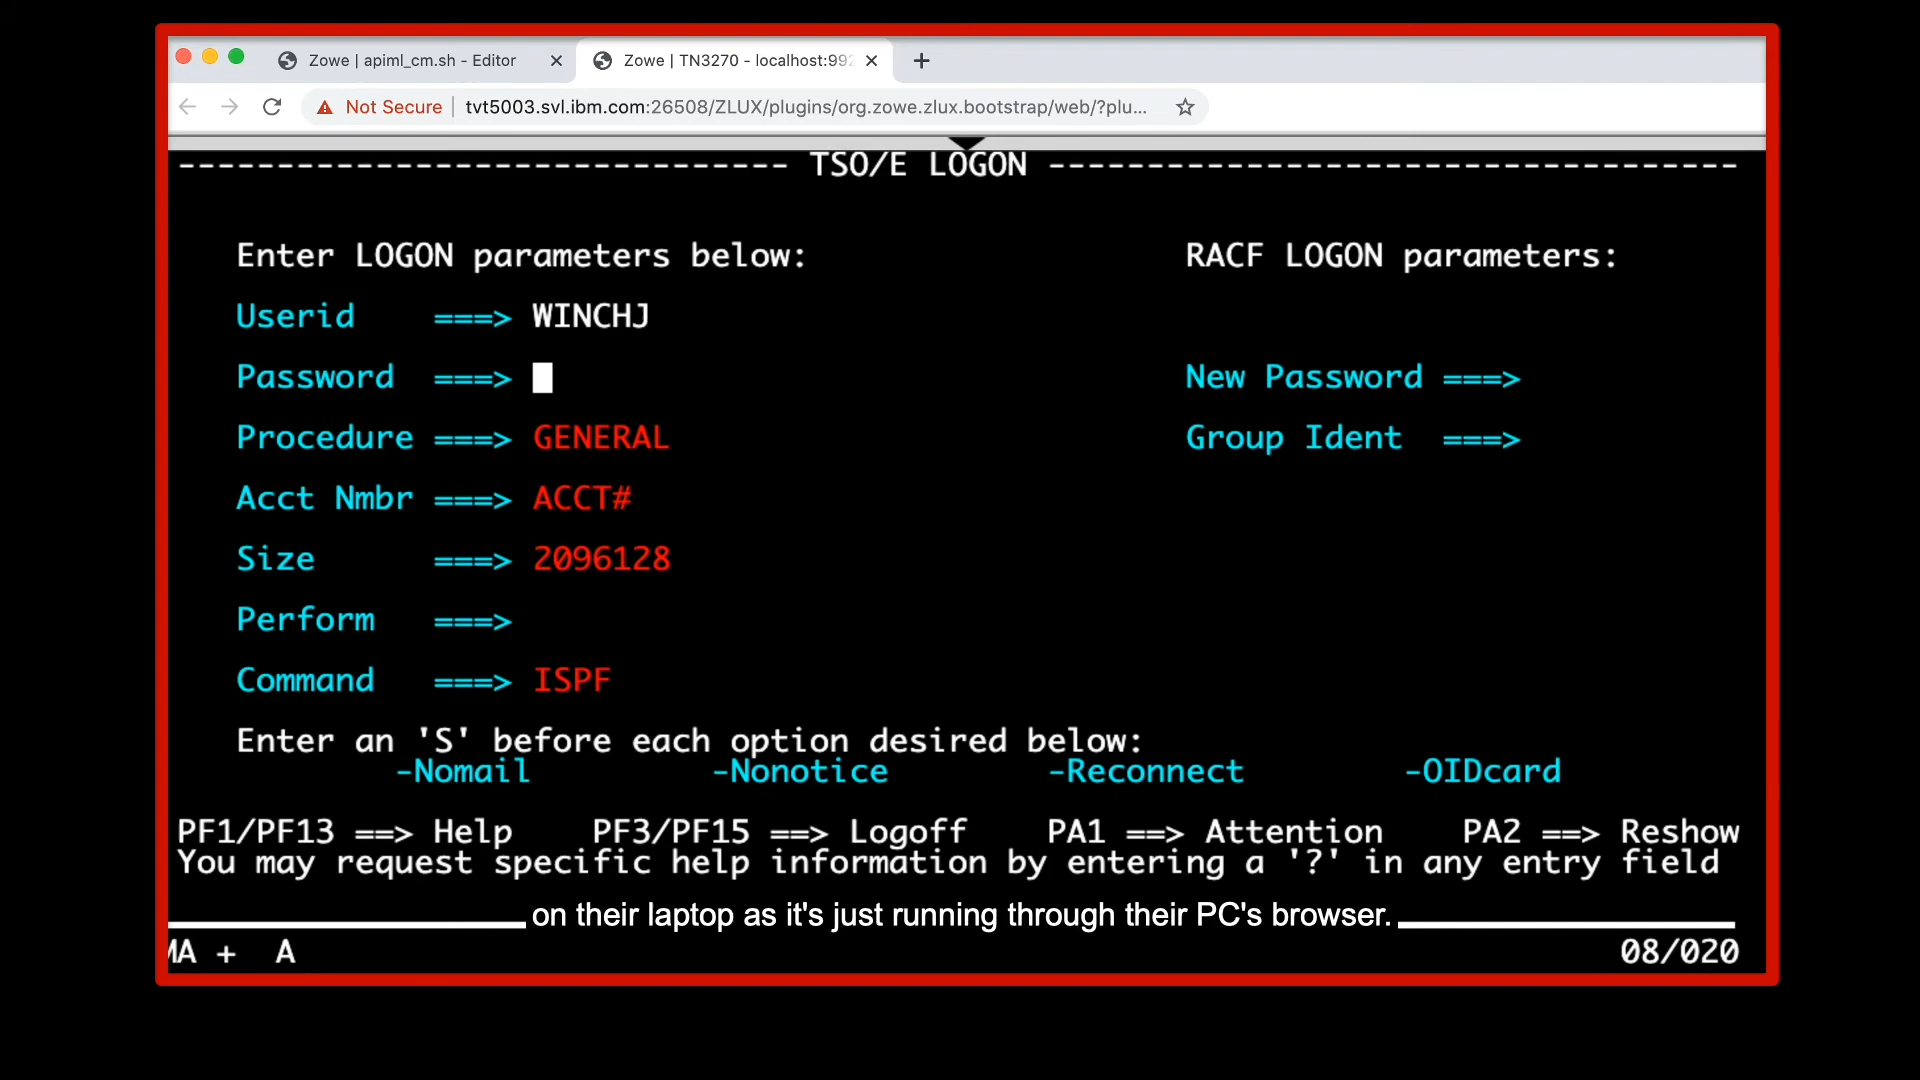 Zowe | apiml_cm.sh - Editor
Zowe | TN3270 - localhost:992
Not Secure
tvt5003.svl.ibm.com:26508/ZLUX/plugins/org.zowe.zlux.bootstrap/web/?plu...
------------------------------- TSO/E LOGON -----------------------------------
Enter LOGON parameters below: RACF LOGON parameters:
Userid ===> WINCHJ
Password ===> New Password ===>
Procedure ===> GENERAL Group Ident ===>
Acct Nmbr ===> ACCT#
Size ===> 2096128
Perform ===>
Command ===> ISPF
Enter an 'S' before each option desired below:
-Nomail -Nonotice -Reconnect -OIDcard
PF1/PF13 ==> Help PF3/PF15 ==> Logoff PA1 ==> Attention PA2 ==> Reshow
You may request specific help information by entering a '?' in any entry field
on their laptop as it's just running through their PC's browser.
MA + A 08/020